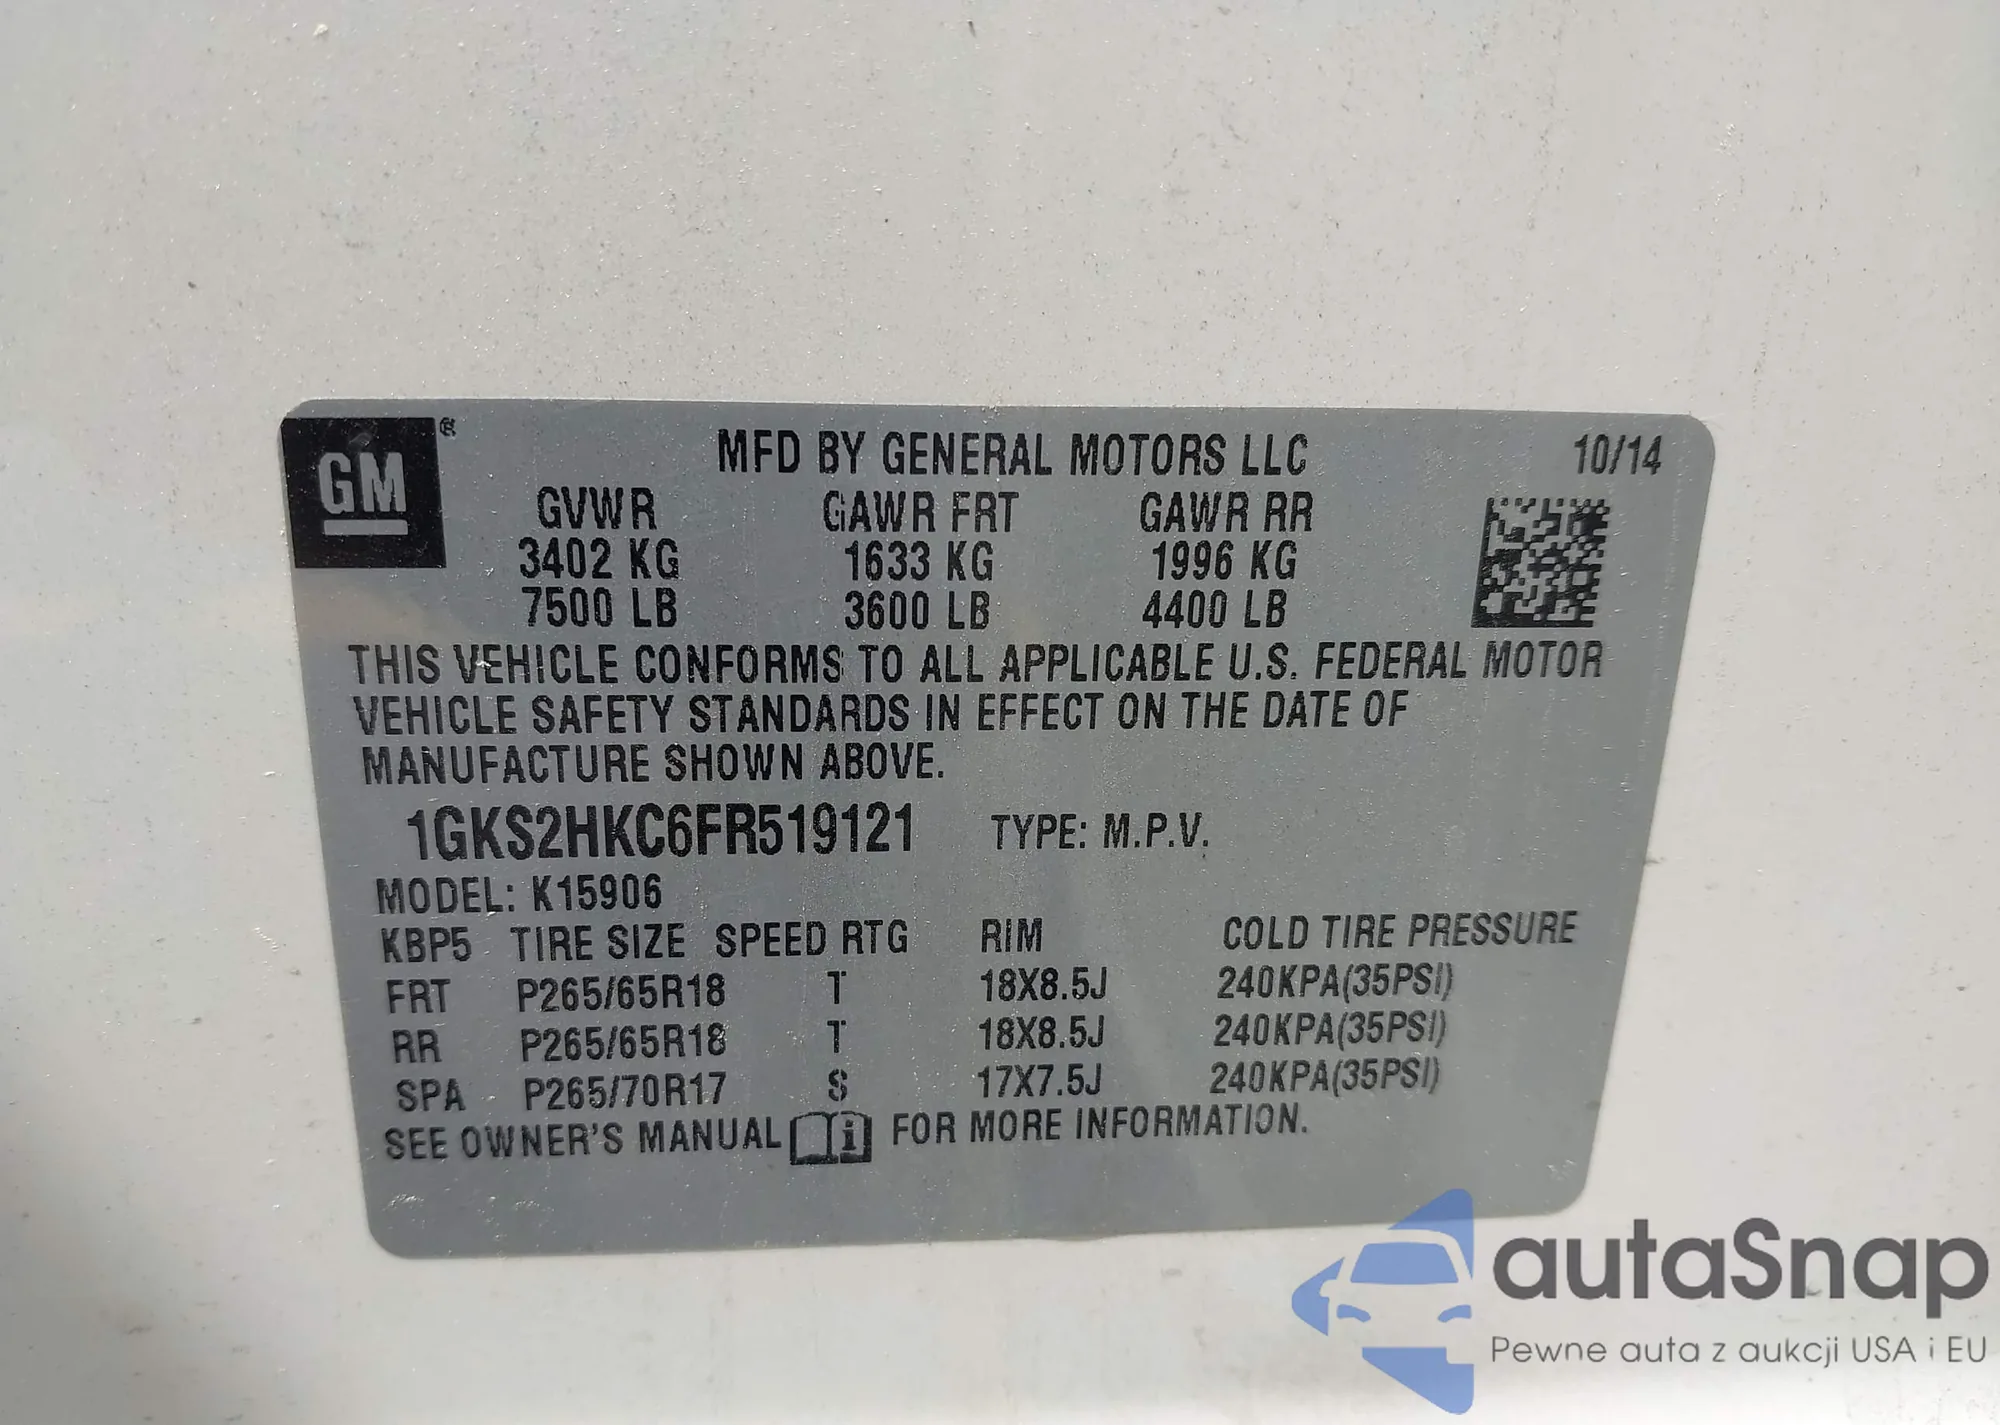 GM ®
MFD BY GENERAL MOTORS LLC 10/14
GVWR GAWR FRT GAWR RR
3402 KG 1633 KG 1996 KG
7500 LB 3600 LB 4400 LB
THIS VEHICLE CONFORMS TO ALL APPLICABLE U.S. FEDERAL MOTOR
VEHICLE SAFETY STANDARDS IN EFFECT ON THE DATE OF
MANUFACTURE SHOWN ABOVE.
1GKS2HKC6FR519121 TYPE: M.P.V.
MODEL: K15906
KBP5 TIRE SIZE SPEED RTG RIM COLD TIRE PRESSURE
FRT P265/65R18 T 18X8.5J 240KPA(35PSI)
RR P265/65R18 T 18X8.5J 240KPA(35PSI)
SPA P265/70R17 S 17X7.5J 240KPA(35PSI)
SEE OWNER'S MANUAL i FOR MORE INFORMATION.
autaSnap
Pewne auta z aukcji USA i EU